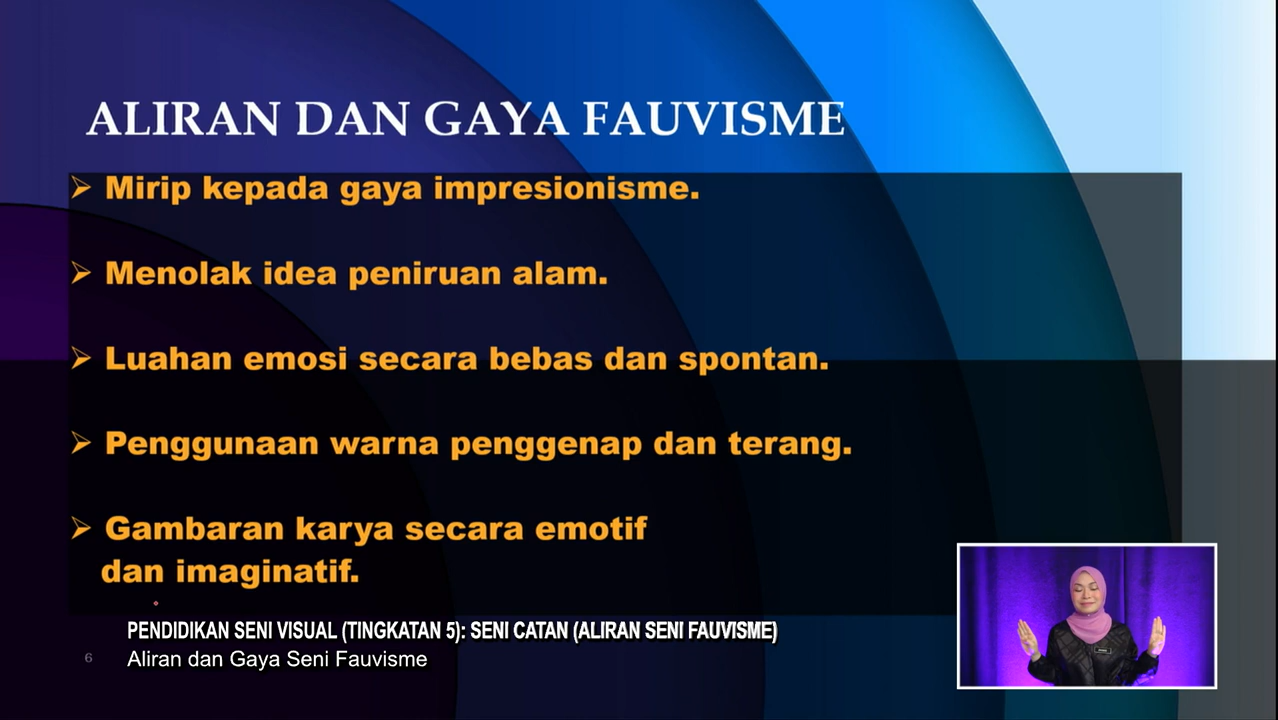 ALIRAN DAN GAYA FAUVISME
➢ Mirip kepada gaya impresionisme.
➢ Menolak idea peniruan alam.
➢ Luahan emosi secara bebas dan spontan.
➢ Penggunaan warna penggenap dan terang.
➢ Gambaran karya secara emotif
dan imaginatif.
PENDIDIKAN SENI VISUAL (TINGKATAN 5): SENI CATAN (ALIRAN SENI FAUVISME)
6
Aliran dan Gaya Seni Fauvisme